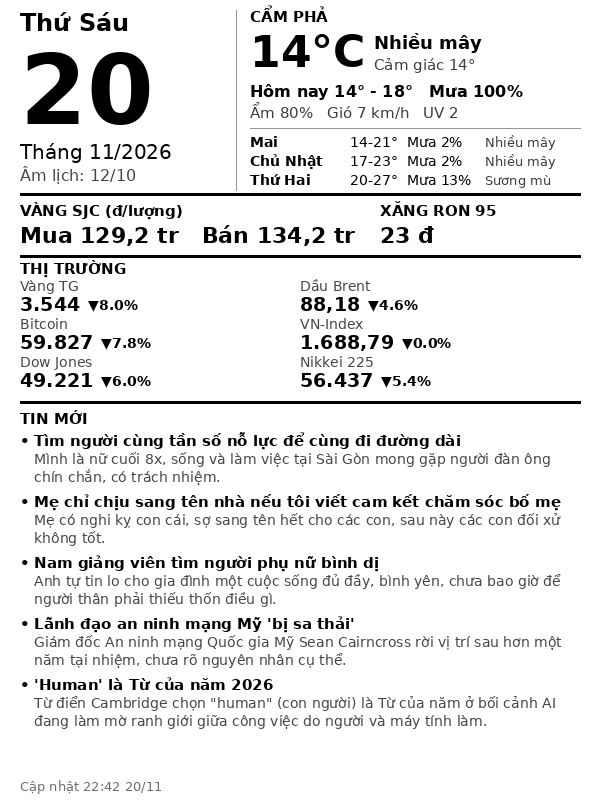 Thứ Sáu
20
Tháng 11/2026
Âm lịch: 12/10
CẨM PHẢ
14°C Nhiều mây
Cảm giác 14°
Hôm nay 14° - 18° Mưa 100%
Ẩm 80% Gió 7 km/h UV 2
Mai 14-21° Mưa 2% Nhiều mây
Chủ Nhật 17-23° Mưa 2% Nhiều mây
Thứ Hai 20-27° Mưa 13% Sương mù
VÀNG SJC (đ/lượng) XĂNG RON 95
Mua 129,2 tr Bán 134,2 tr 23 đ
THỊ TRƯỜNG
Vàng TG Dầu Brent
3.544 ▼8.0% 88,18 ▼4.6%
Bitcoin VN-Index
59.827 ▼7.8% 1.688,79 ▼0.0%
Dow Jones Nikkei 225
49.221 ▼6.0% 56.437 ▼5.4%
TIN MỚI
• Tìm người cùng tần số nỗ lực để cùng đi đường dài
Mình là nữ cuối 8x, sống và làm việc tại Sài Gòn mong gặp người đàn ông
chín chắn, có trách nhiệm.
• Mẹ chỉ chịu sang tên nhà nếu tôi viết cam kết chăm sóc bố mẹ
Mẹ có nghi kỵ con cái, sợ sang tên hết cho các con, sau này các con đối xử
không tốt.
• Nam giảng viên tìm người phụ nữ bình dị
Anh tự tin lo cho gia đình một cuộc sống đủ đầy, bình yên, chưa bao giờ để
người thân phải thiếu thốn điều gì.
• Lãnh đạo an ninh mạng Mỹ 'bị sa thải'
Giám đốc An ninh mạng Quốc gia Mỹ Sean Cairncross rời vị trí sau hơn một
năm tại nhiệm, chưa rõ nguyên nhân cụ thể.
• 'Human' là Từ của năm 2026
Từ điển Cambridge chọn "human" (con người) là Từ của năm ở bối cảnh AI
đang làm mờ ranh giới giữa công việc do người và máy tính làm.
Cập nhật 22:42 20/11